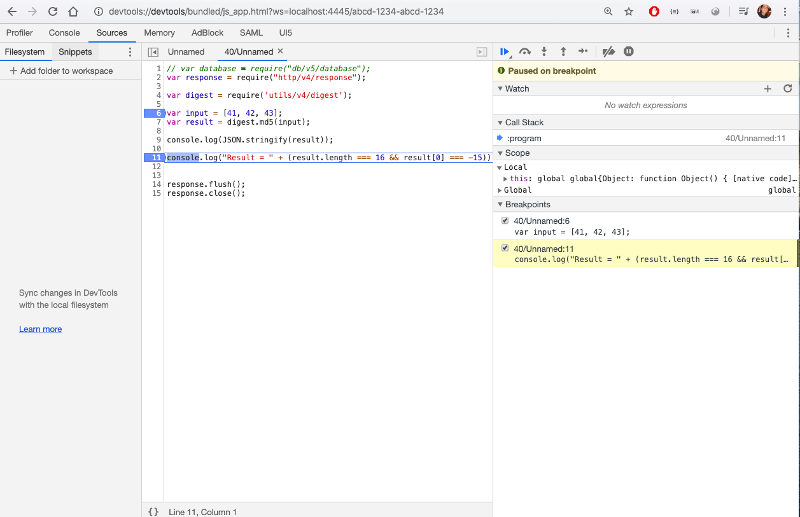 devtools://devtools/bundled/js_app.html?ws=localhost:4445/abcd-1234-abcd-1234
Profiler Console Sources Memory AdBlock SAML UI5
Filesystem Snippets
+ Add folder to workspace
Sync changes in DevTools
with the local filesystem
Learn more
Unnamed 40/Unnamed ×
1 // var database = require("db/v5/database");
2 var response = require("http/v4/response");
3
4 var digest = require('utils/v4/digest');
5
6 var input = [41, 42, 43];
7 var result = digest.md5(input);
8
9 console.log(JSON.stringify(result));
10
11 console.log("Result = " + (result.length === 16 && result[0] === -15))
12
13
14 response.flush();
15 response.close();
{} Line 11, Column 1
Paused on breakpoint
Watch
No watch expressions
Call Stack
:program 40/Unnamed:11
Scope
Local
this: global global{Object: function Object() { [native code]…
Global global
Breakpoints
40/Unnamed:6
var input = [41, 42, 43];
40/Unnamed:11
console.log("Result = " + (result.length === 16 && result[…